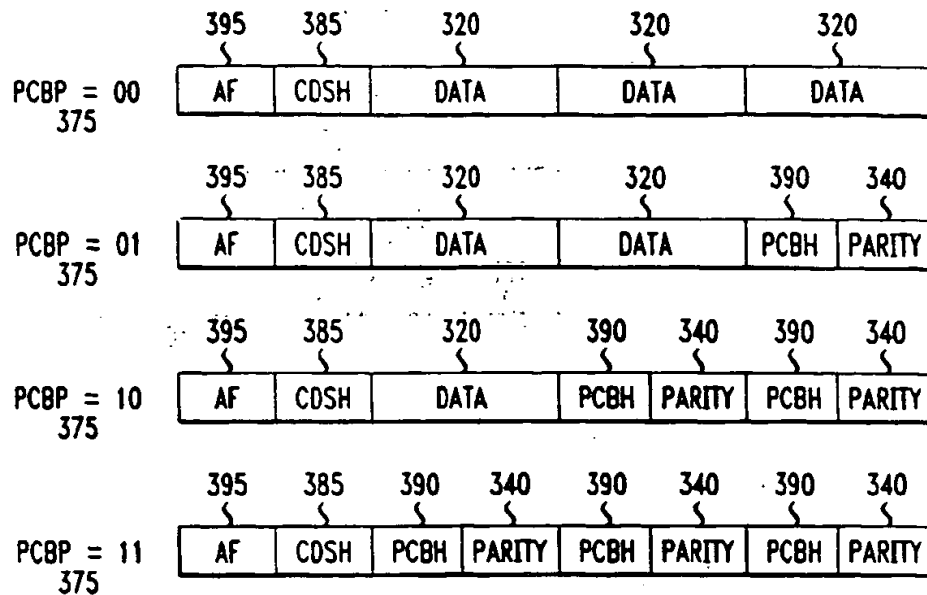 395 385 320 320 320
PCBP = 00 AF CDSH DATA DATA DATA
375
395 385 320 320 390 340
PCBP = 01 AF CDSH DATA DATA PCBH PARITY
375
395 385 320 390 340 390 340
PCBP = 10 AF CDSH DATA PCBH PARITY PCBH PARITY
375
395 385 390 340 390 340 390 340
PCBP = 11 AF CDSH PCBH PARITY PCBH PARITY PCBH PARITY
375